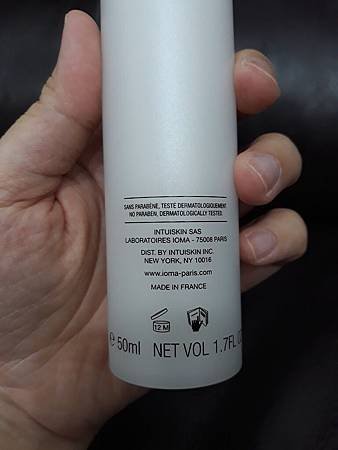 SANS PARABÈNE, TESTÉ DERMATOLOGIQUEMENT
NO PARABEN, DERMATOLOGICALLY TESTED.
INTUISKIN SAS
LABORATOIRES IOMA - 75008 PARIS
DIST. BY INTUISKIN INC.
NEW YORK, NY 10016
www.ioma-paris.com
MADE IN FRANCE
12 M
e 50ml NET VOL 1.7FL